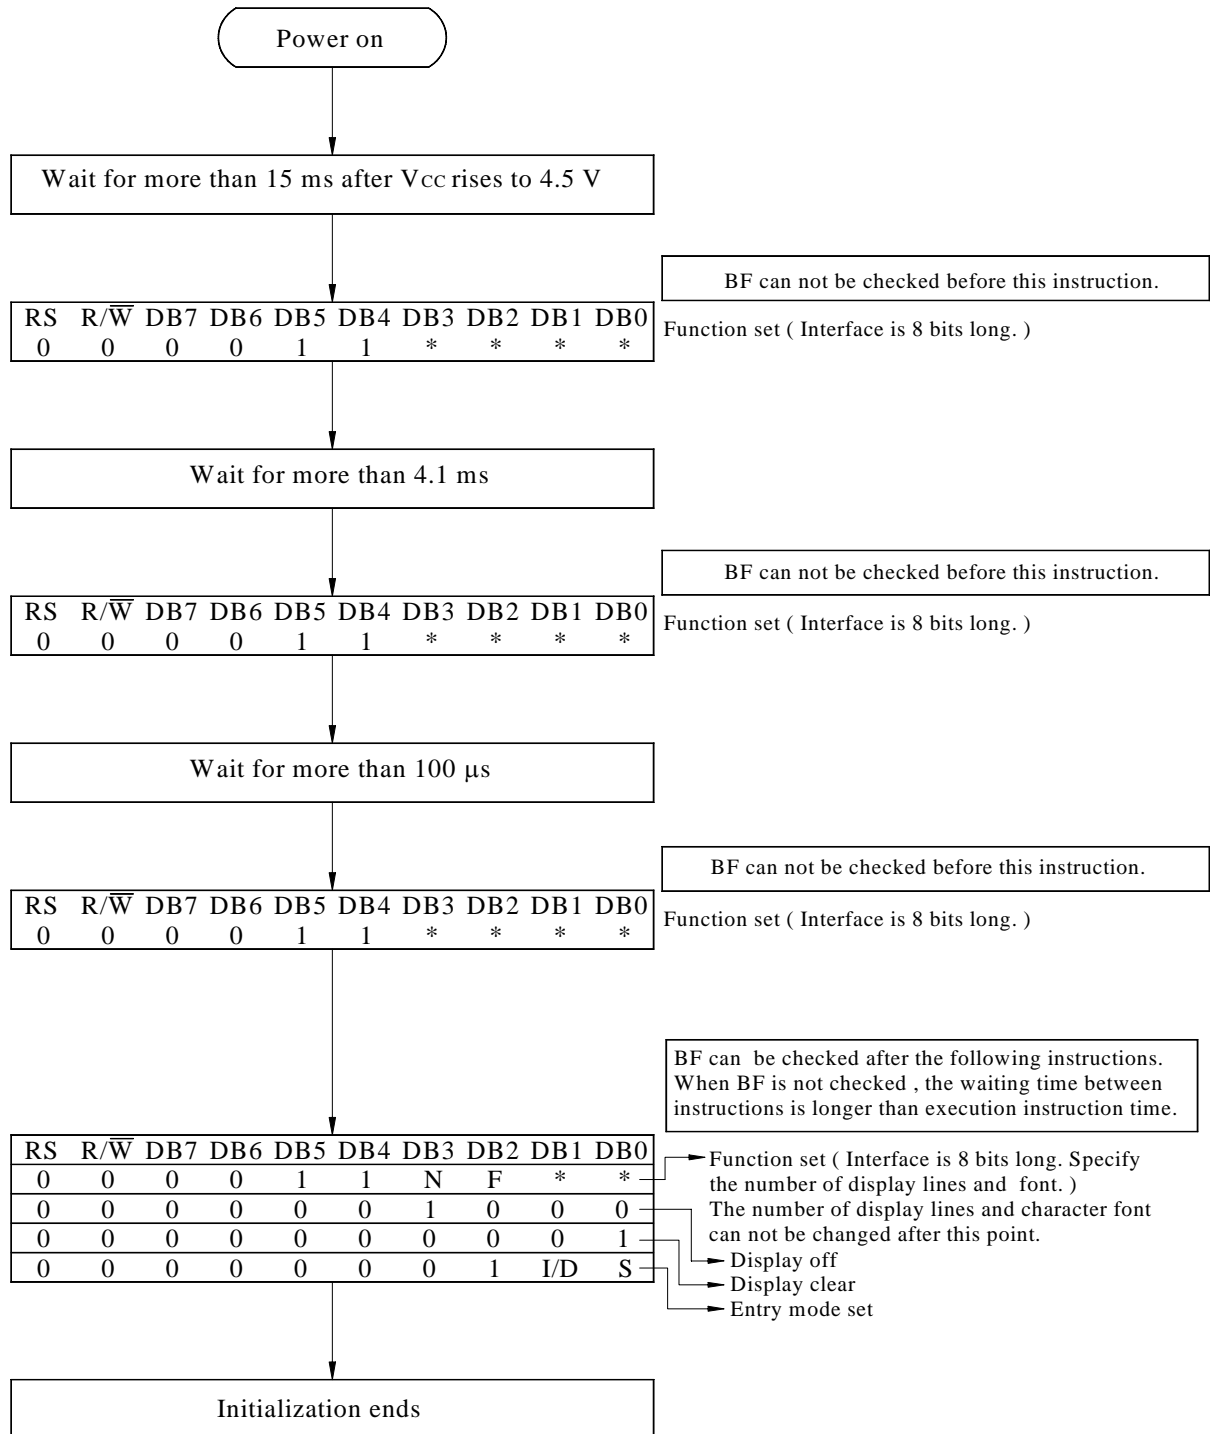 Power on
Wait for more than 15 ms after VCC rises to 4.5 V
BF can not be checked before this instruction.
RS R/W̅ DB7 DB6 DB5 DB4 DB3 DB2 DB1 DB0
0 0 0 0 1 1 * * * *
Function set ( Interface is 8 bits long. )
Wait for more than 4.1 ms
BF can not be checked before this instruction.
RS R/W̅ DB7 DB6 DB5 DB4 DB3 DB2 DB1 DB0
0 0 0 0 1 1 * * * *
Function set ( Interface is 8 bits long. )
Wait for more than 100 µs
BF can not be checked before this instruction.
RS R/W̅ DB7 DB6 DB5 DB4 DB3 DB2 DB1 DB0
0 0 0 0 1 1 * * * *
Function set ( Interface is 8 bits long. )
BF can be checked after the following instructions.
When BF is not checked , the waiting time between
instructions is longer than execution instruction time.
RS R/W̅ DB7 DB6 DB5 DB4 DB3 DB2 DB1 DB0
0 0 0 0 1 1 N F * *
0 0 0 0 0 0 1 0 0 0
0 0 0 0 0 0 0 0 0 1
0 0 0 0 0 0 0 1 I/D S
Function set ( Interface is 8 bits long. Specify
the number of display lines and font. )
The number of display lines and character font
can not be changed after this point.
Display off
Display clear
Entry mode set
Initialization ends